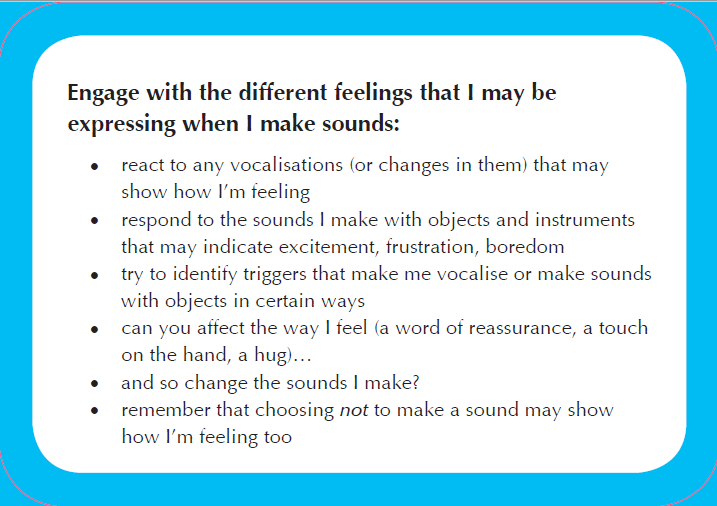 Engage with the different feelings that I may be
expressing when I make sounds:
• react to any vocalisations (or changes in them) that may
show how I'm feeling
• respond to the sounds I make with objects and instruments
that may indicate excitement, frustration, boredom
• try to identify triggers that make me vocalise or make sounds
with objects in certain ways
• can you affect the way I feel (a word of reassurance, a touch
on the hand, a hug)…
• and so change the sounds I make?
• remember that choosing not to make a sound may show
how I'm feeling too